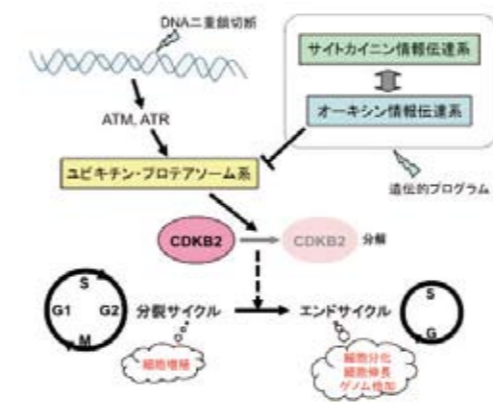 DNA二重鎖切断
サイトカイニン情報伝達系
オーキシン情報伝達系
ATM, ATR
ユビキチン・プロテアソーム系
遺伝的プログラム
CDKB2
CDKB2
分解
S
G1
G2
M
分裂サイクル
エンドサイクル
S
G
細胞増殖
細胞分化
細胞伸長
ゲノム倍加